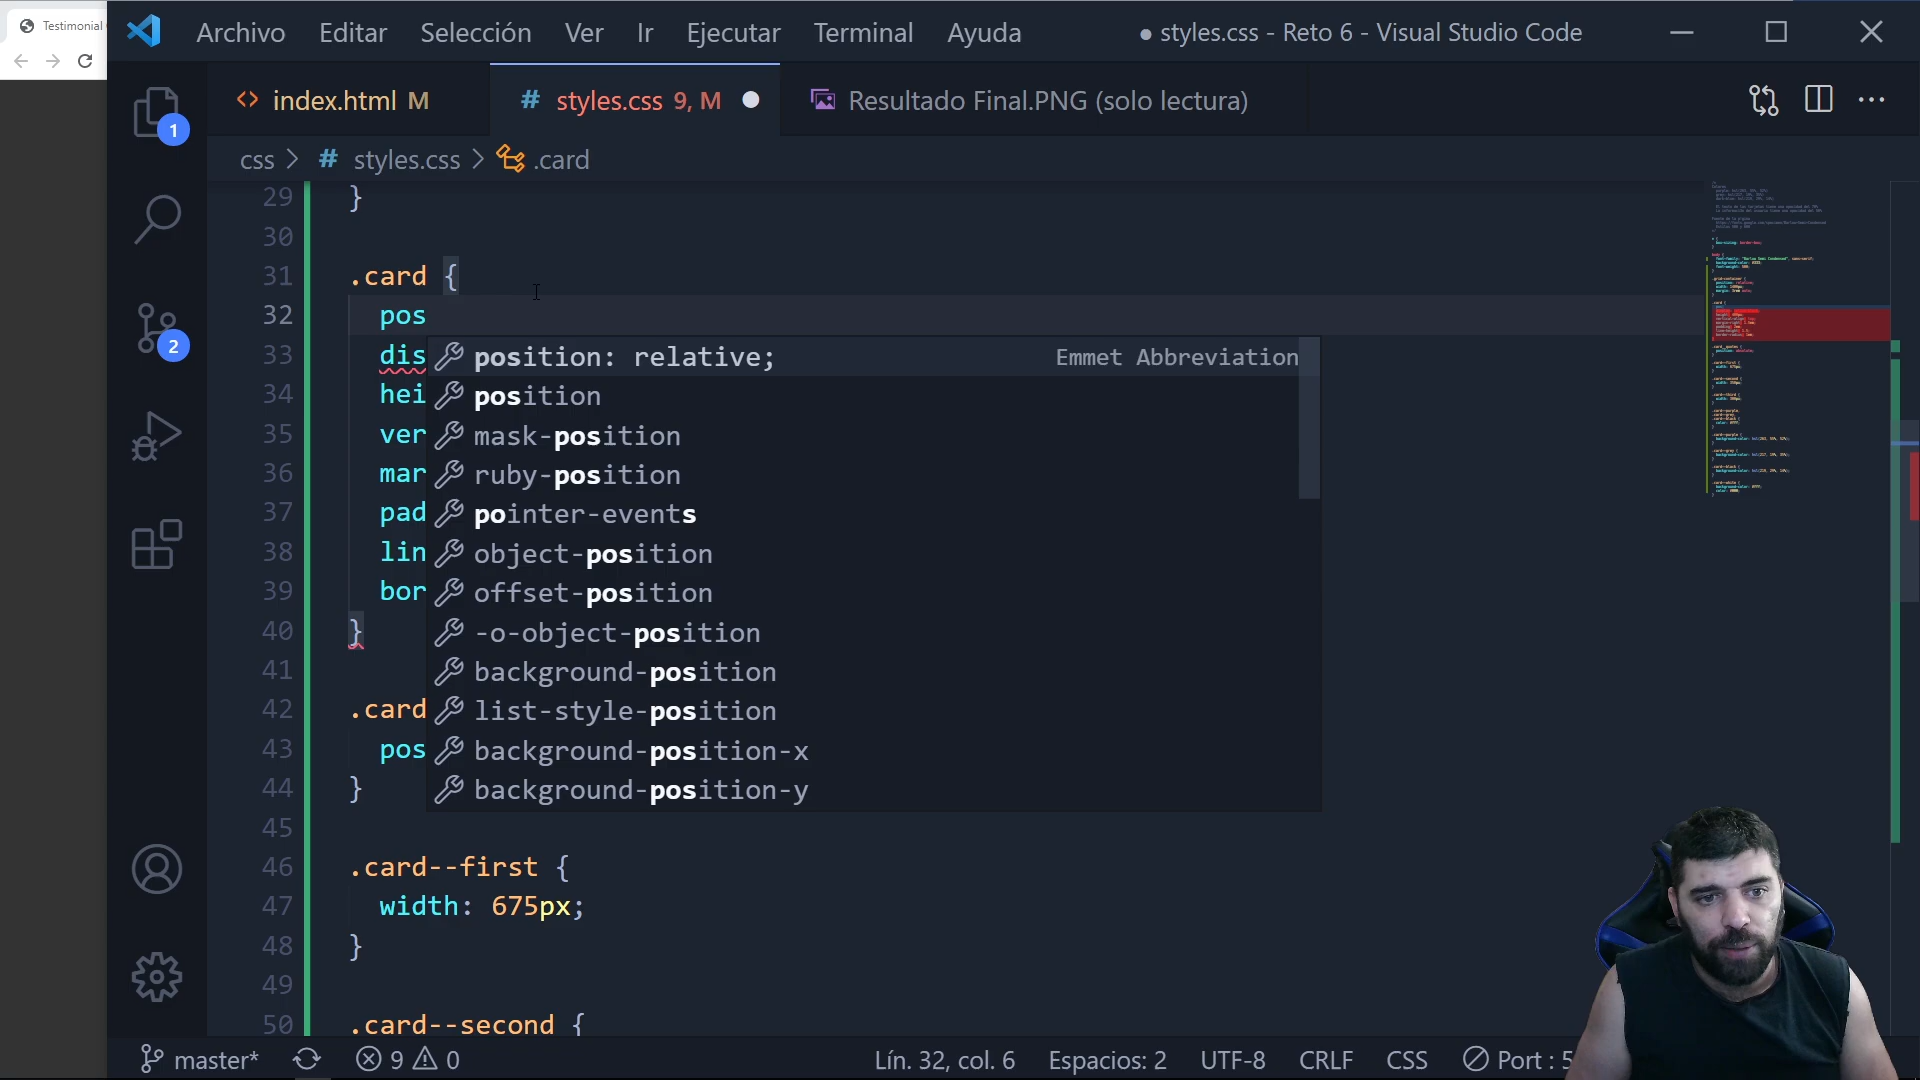 Testimonial
Archivo Editar Selección Ver Ir Ejecutar Terminal Ayuda
● styles.css - Reto 6 - Visual Studio Code
<> index.html M
# styles.css 9, M
Resultado Final.PNG (solo lectura)
css > # styles.css > .card
1
2
29 }
30
31 .card {
32 pos
33 dis
34 hei
35 ver
36 mar
37 pad
38 lin
39 bor
40 }
41
42 .card
43 pos
44 }
45
46 .card--first {
47 width: 675px;
48 }
49
50 .card--second {
position: relative; Emmet Abbreviation
position
mask-position
ruby-position
pointer-events
object-position
offset-position
-o-object-position
background-position
list-style-position
background-position-x
background-position-y
master* 9 0
Lín. 32, col. 6 Espacios: 2 UTF-8 CRLF CSS Port : 5